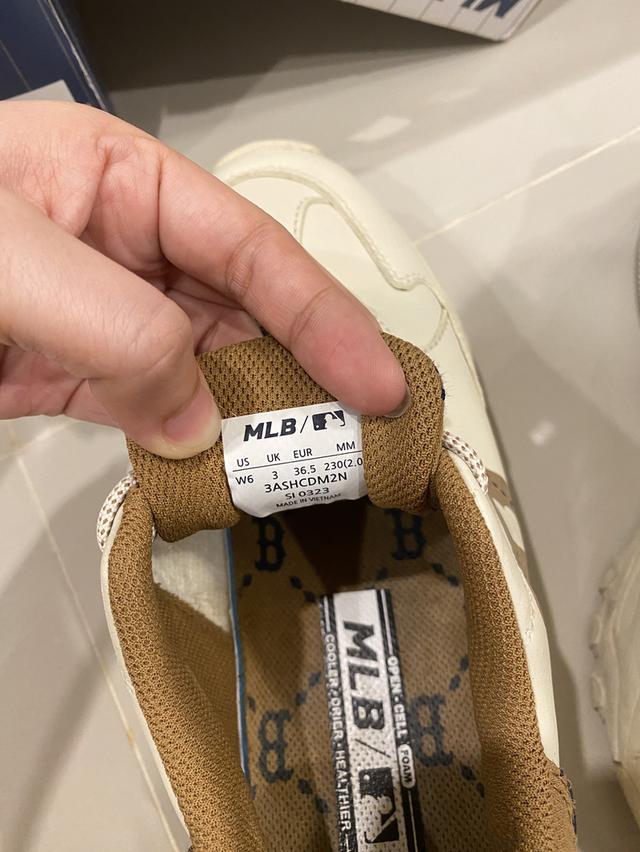 MLB
MLB
US UK EUR MM
W6 3 36.5 230(2.0
3ASHCDM2N
SI 0323
MADE IN VIETNAM
B
B
B
B
OPEN·CELL FOAM
MLB
COOLER·DRIER·HEALTHIER